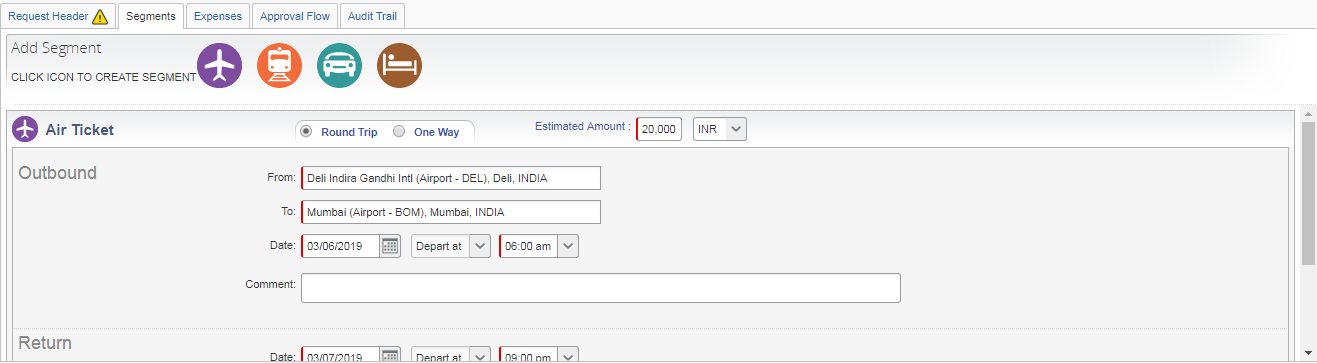 Request Header Segments Expenses Approval Flow Audit Trail
Add Segment
CLICK ICON TO CREATE SEGMENT
Air Ticket Round Trip One Way Estimated Amount : 20,000 INR
Outbound
From: Deli Indira Gandhi Intl (Airport - DEL), Deli, INDIA
To: Mumbai (Airport - BOM), Mumbai, INDIA
Date: 03/06/2019 Depart at 06:00 am
Comment:
Return
Date: 03/07/2019 Depart at 09:00 pm